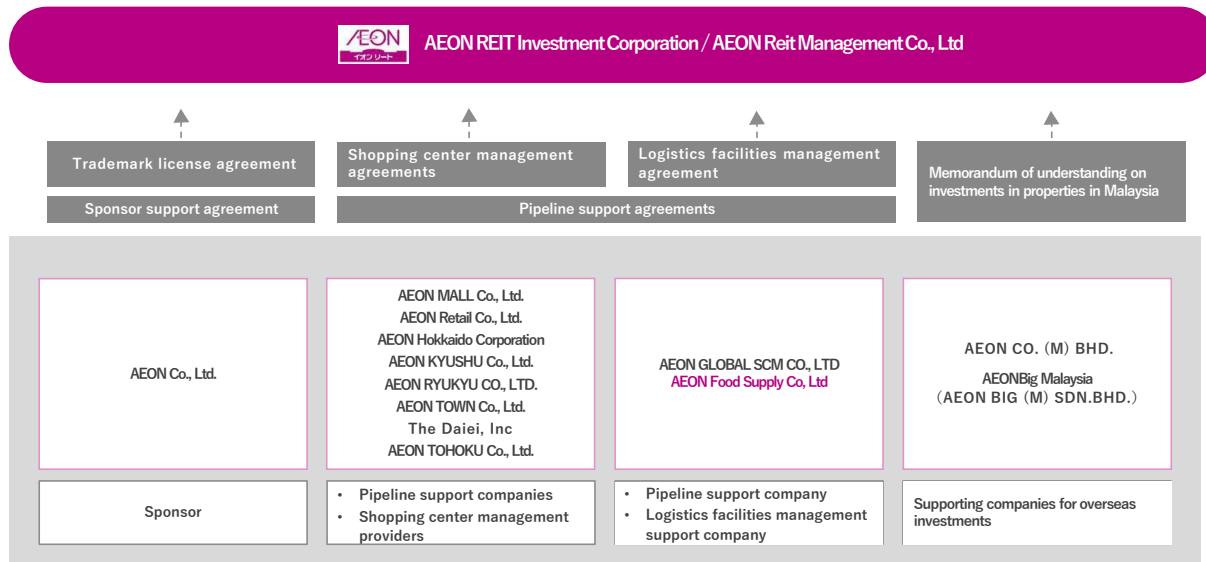 ÆON
イオンリート
AEON REIT Investment Corporation / AEON Reit Management Co., Ltd
Trademark license agreement
Shopping center management
agreements
Logistics facilities management
agreement
Memorandum of understanding on
investments in properties in Malaysia
Sponsor support agreement
Pipeline support agreements
AEON Co., Ltd.
AEON MALL Co., Ltd.
AEON Retail Co., Ltd.
AEON Hokkaido Corporation
AEON KYUSHU Co., Ltd.
AEON RYUKYU CO., LTD.
AEON TOWN Co., Ltd.
The Daiei, Inc
AEON TOHOKU Co., Ltd.
AEON GLOBAL SCM CO., LTD
AEON Food Supply Co, Ltd
AEON CO. (M) BHD.
AEONBig Malaysia
(AEON BIG (M) SDN.BHD.)
Sponsor
• Pipeline support companies
• Shopping center management
providers
• Pipeline support company
• Logistics facilities management
support company
Supporting companies for overseas
investments